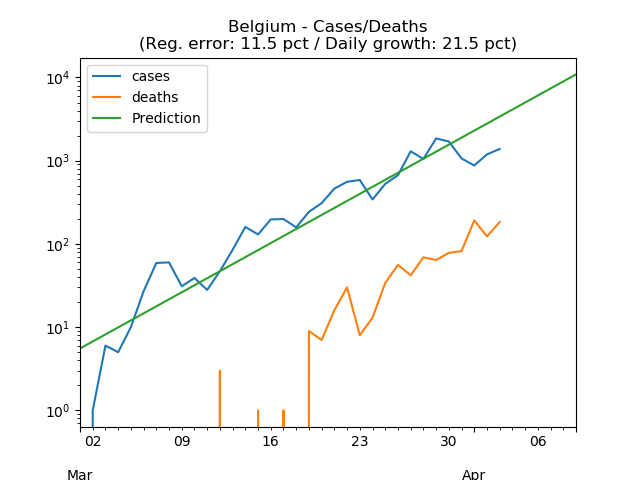 Belgium - Cases/Deaths
(Reg. error: 11.5 pct / Daily growth: 21.5 pct)
cases
deaths
Prediction
10⁴
10³
10²
10¹
10⁰
02 09 16 23 30 06
Mar Apr